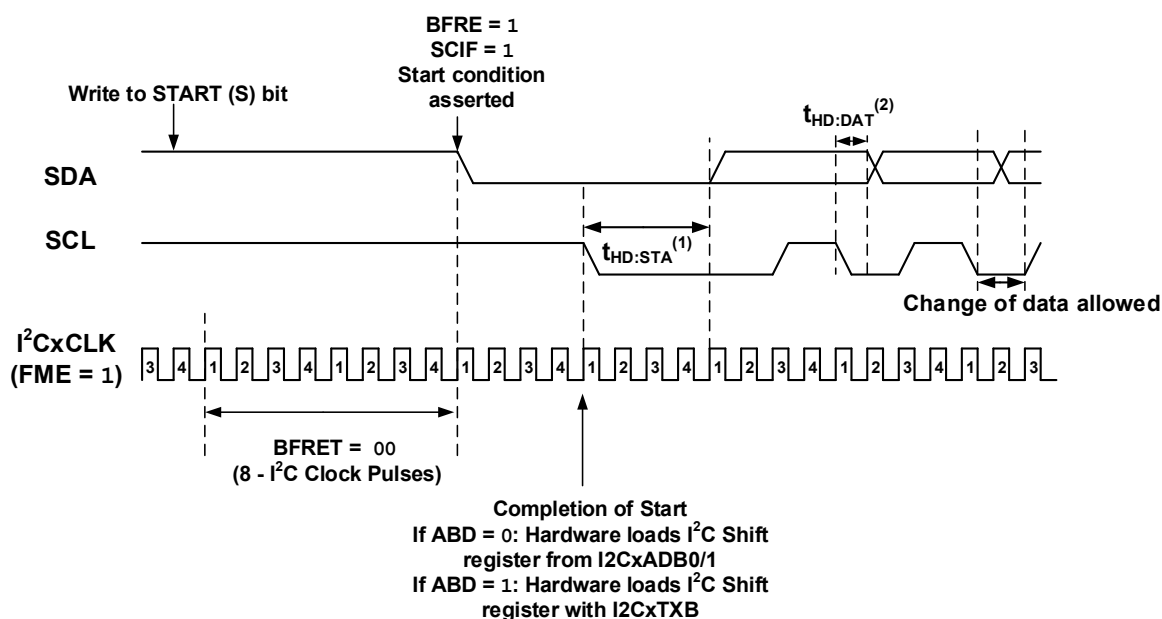 BFRE = 1
SCIF = 1
Start condition
asserted
Write to START (S) bit
tHD:DAT(2)
SDA
SCL
tHD:STA(1)
Change of data allowed
I2CxCLK
(FME = 1)
3 4 1 2 3 4 1 2 3 4 1 2 3 4 1 2 3 4 1 2 3 4 1 2 3 4 1 2 3
BFRET = 00
(8 - I2C Clock Pulses)
Completion of Start
If ABD = 0: Hardware loads I2C Shift
register from I2CxADB0/1
If ABD = 1: Hardware loads I2C Shift
register with I2CxTXB